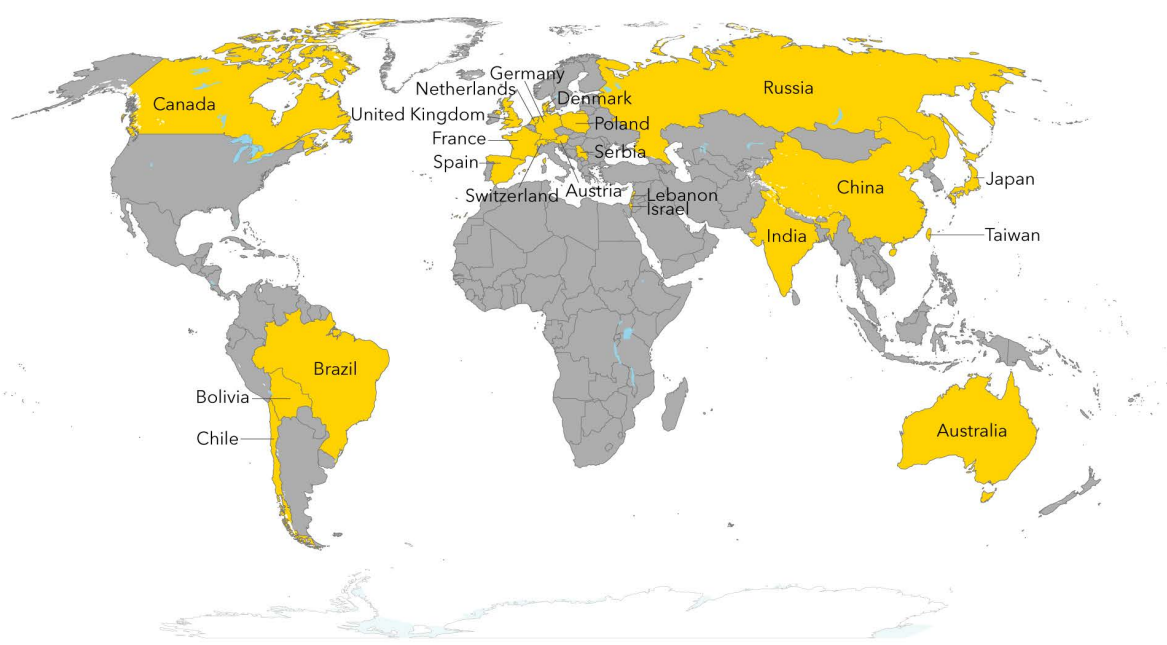 Germany
Netherlands
Denmark
Russia
Canada
United Kingdom
Poland
France
Serbia
Spain
Switzerland
Austria
Lebanon
Israel
China
Japan
India
Taiwan
Brazil
Bolivia
Chile
Australia